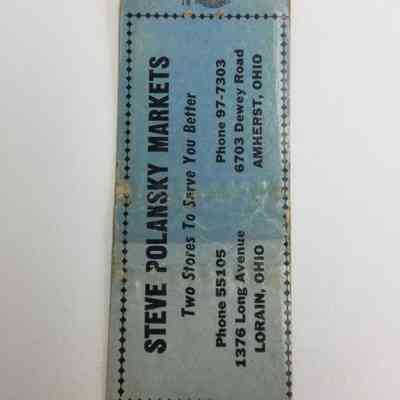 STEVE POLANSKY MARKETS
Two Stores To Serve You Better
Phone 55105
1376 Long Avenue
LORAIN, OHIO
Phone 97-7303
6703 Dewey Road
AMHERST, OHIO